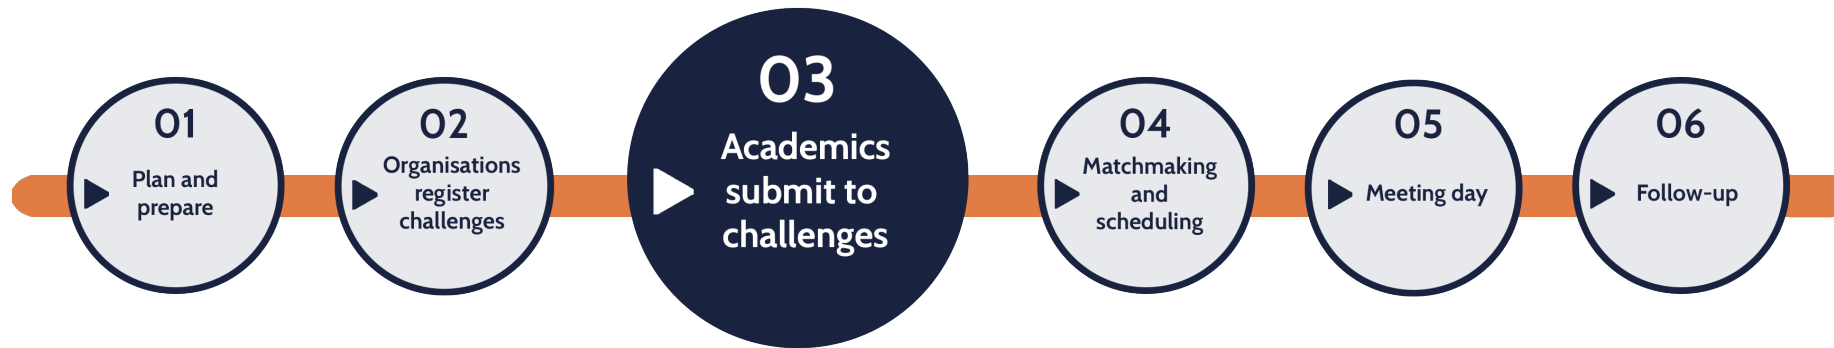 01
Plan and
prepare
02
Organisations
register
challenges
03
Academics
submit to
challenges
04
Matchmaking
and
scheduling
05
Meeting day
06
Follow-up